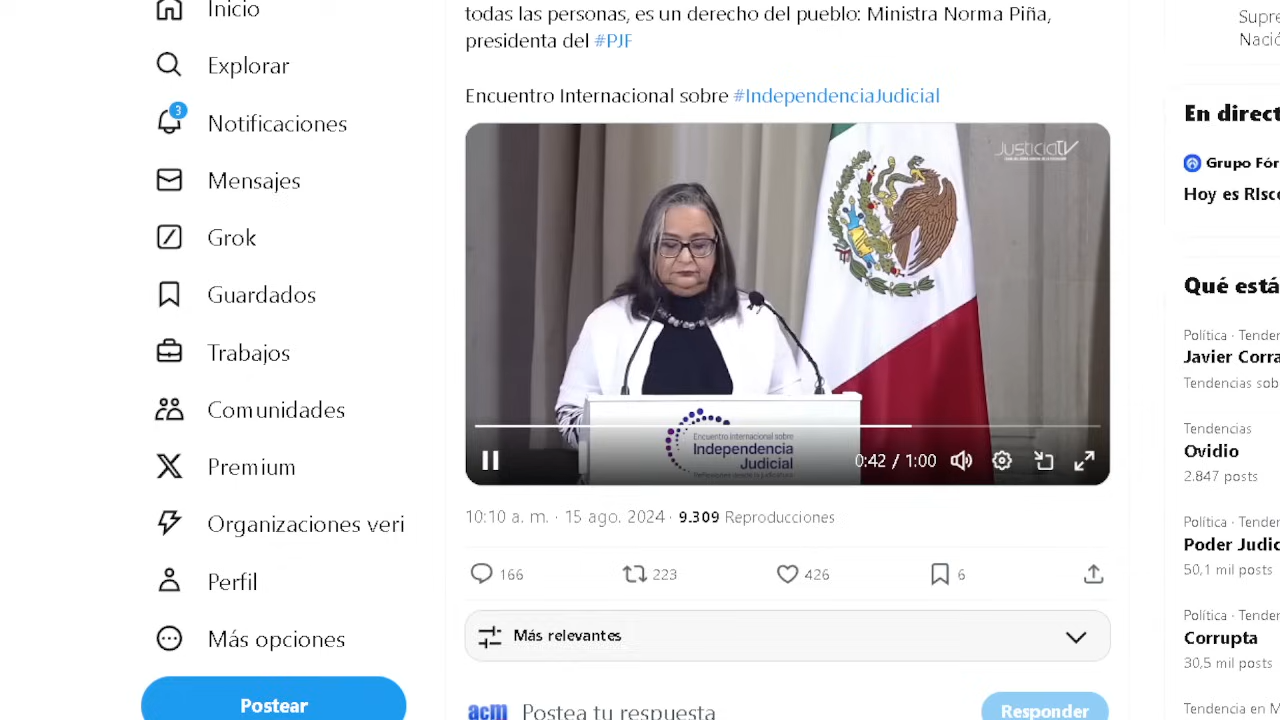 Inicio
Explorar
3
Notificaciones
Mensajes
Grok
Guardados
Trabajos
Comunidades
Premium
Organizaciones veri
Perfil
Más opciones
Postear
todas las personas, es un derecho del pueblo: Ministra Norma Piña,
presidenta del #PJF
Encuentro Internacional sobre #IndependenciaJudicial
JusticiaTV
Encuentro Internacional sobre
Independencia
Judicial
0:42 / 1:00
10:10 a. m. · 15 ago. 2024 · 9.309 Reproducciones
166
223
426
6
Más relevantes
acm
Postea tu respuesta
Responder
Supre
Nació
En direct
Grupo Fór
Hoy es RIsco
Qué está
Política · Tender
Javier Corra
Tendencias sob
Tendencias
Ovidio
2.847 posts
Política · Tender
Poder Judic
50,1 mil posts
Política · Tender
Corrupta
30,5 mil posts
Tendencia en M